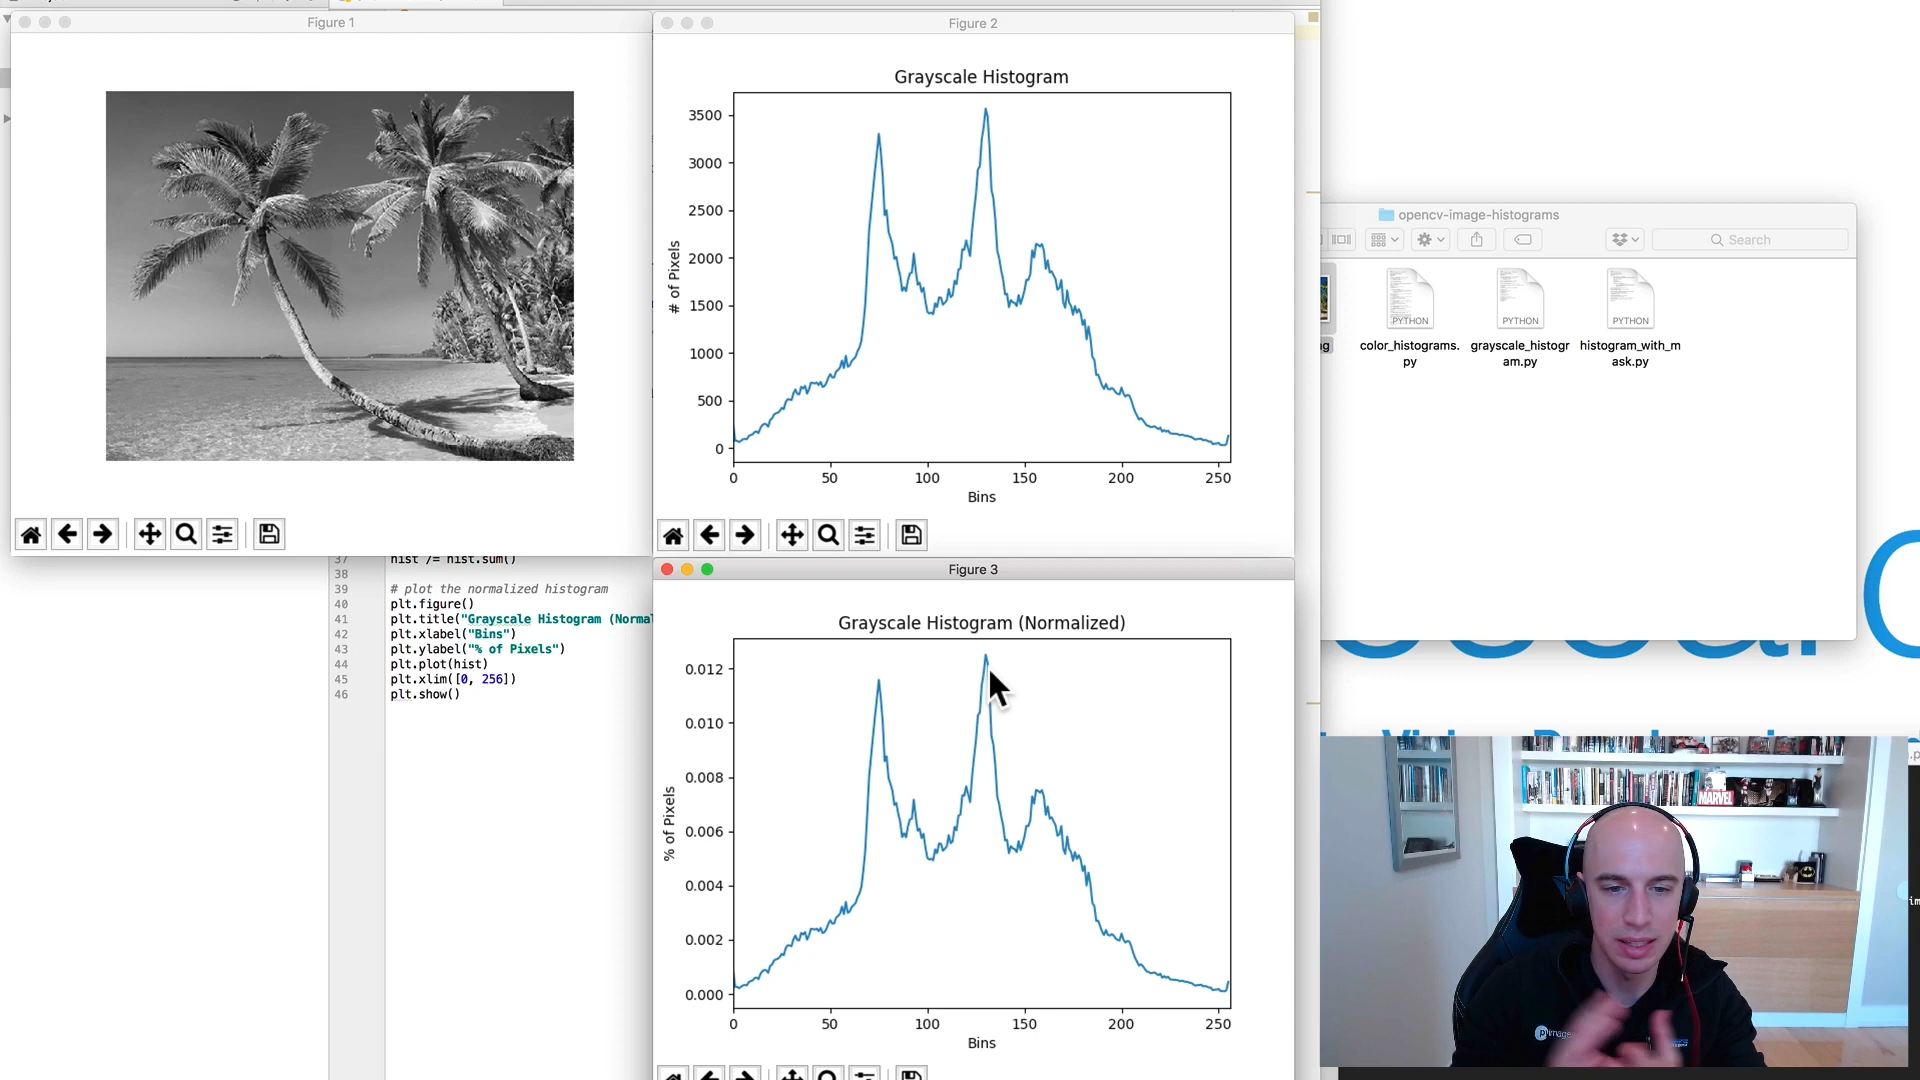 Figure 1
Figure 2
Grayscale Histogram
3500
3000
2500
2000
1500
1000
500
0
# of Pixels
0 50 100 150 200 250
Bins
opencv-image-histograms
Search
PYTHON PYTHON PYTHON
ng
color_histograms.
py
grayscale_histogr
am.py
histogram_with_m
ask.py
37 hist /= hist.sum()
38
39 # plot the normalized histogram
40 plt.figure()
41 plt.title("Grayscale Histogram (Normal
42 plt.xlabel("Bins")
43 plt.ylabel("% of Pixels")
44 plt.plot(hist)
45 plt.xlim([0, 256])
46 plt.show()
Figure 3
Grayscale Histogram (Normalized)
0.012
0.010
0.008
0.006
0.004
0.002
0.000
% of Pixels
0 50 100 150 200 250
Bins
MARVEL